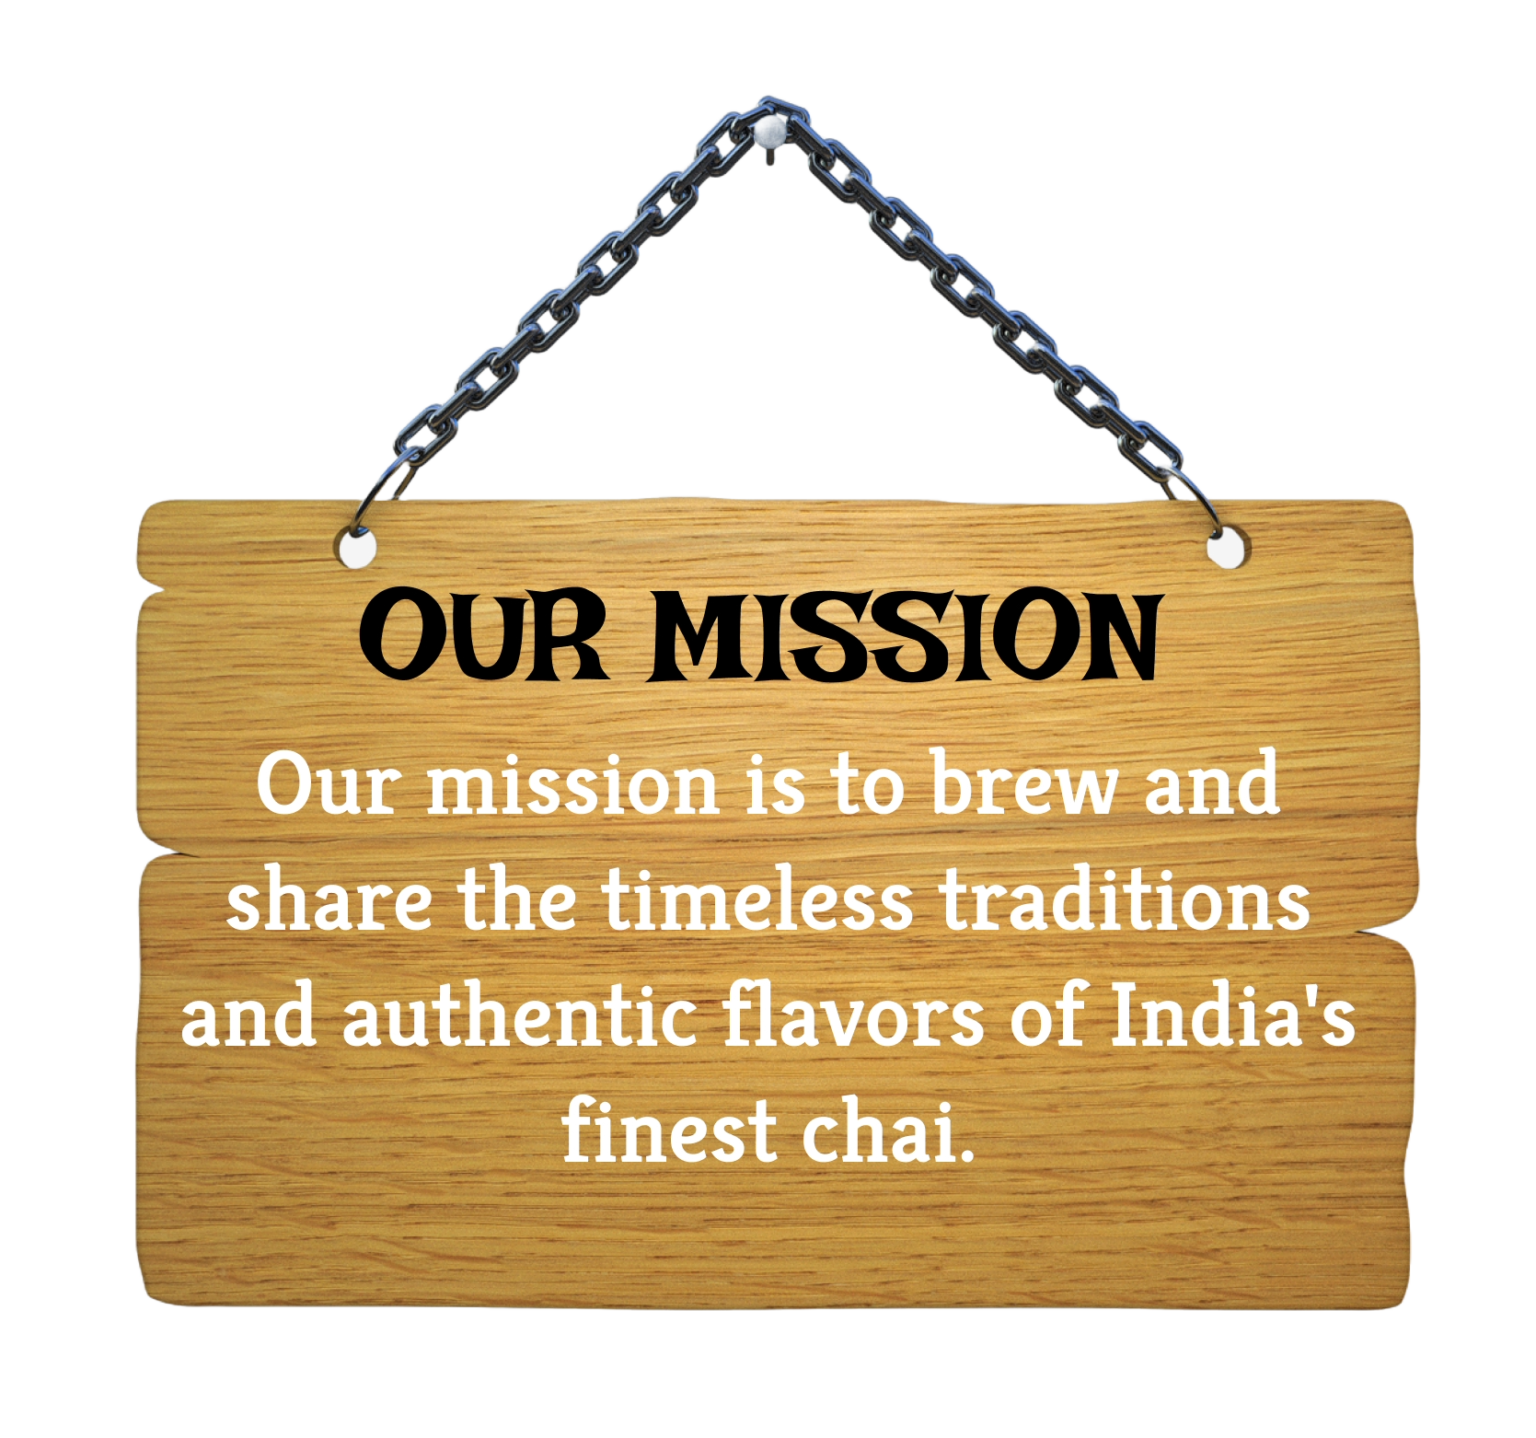 OUR MISSION
Our mission is to brew and
share the timeless traditions
and authentic flavors of India's
finest chai.